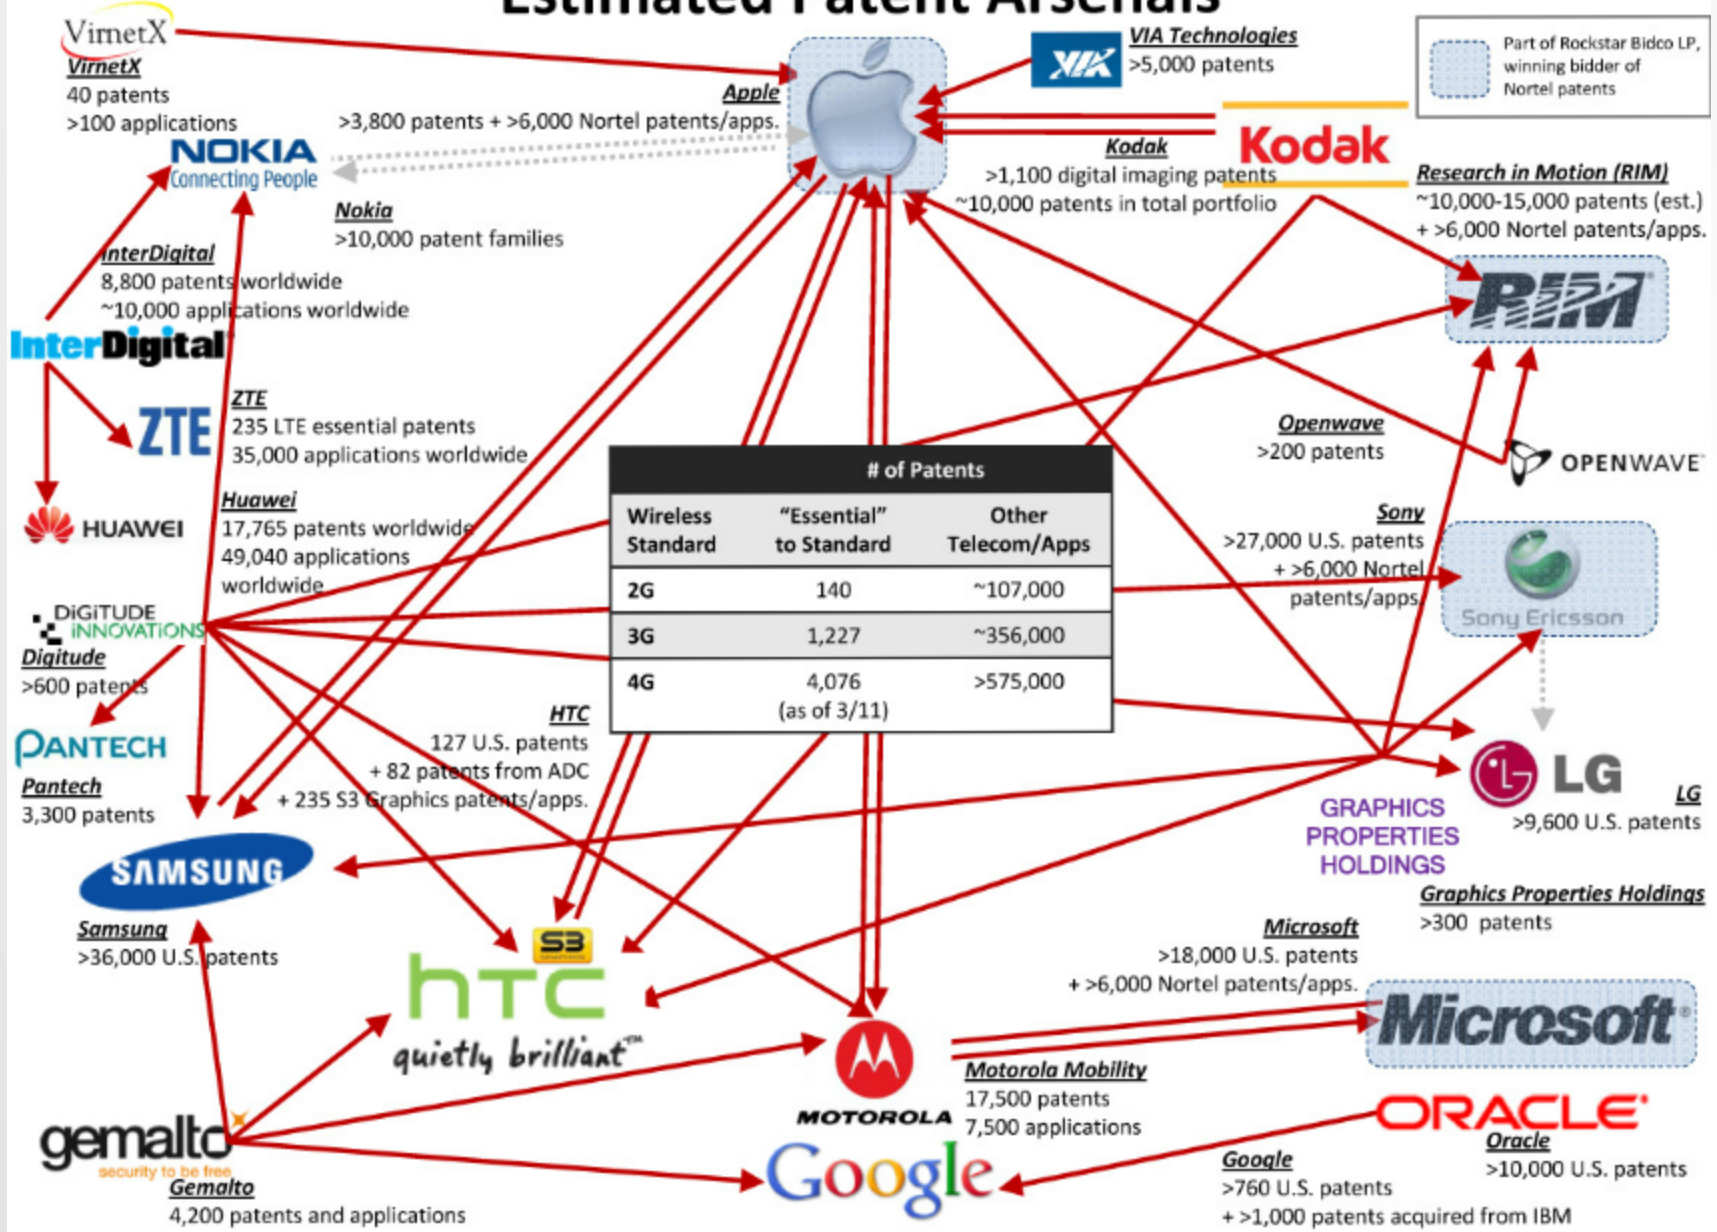 Estimated Patent Arsenals
VirnetX
VirnetX
40 patents
>100 applications
NOKIA
Connecting People
Nokia
>10,000 patent families
Apple
>3,800 patents + >6,000 Nortel patents/apps.
VIA
VIA Technologies
>5,000 patents
Part of Rockstar Bidco LP,
winning bidder of
Nortel patents
Kodak
Kodak
>1,100 digital imaging patents
~10,000 patents in total portfolio
Research in Motion (RIM)
~10,000-15,000 patents (est.)
+ >6,000 Nortel patents/apps.
RIM
InterDigital
8,800 patents worldwide
~10,000 applications worldwide
InterDigital
ZTE
ZTE
235 LTE essential patents
35,000 applications worldwide
HUAWEI
Huawei
17,765 patents worldwide
49,040 applications
worldwide
Openwave
>200 patents
OPENWAVE
Sony
>27,000 U.S. patents
+ >6,000 Nortel
patents/apps.
Sony Ericsson
# of Patents
Wireless Standard "Essential" to Standard Other Telecom/Apps
2G 140 ~107,000
3G 1,227 ~356,000
4G 4,076 >575,000
(as of 3/11)
DiGiTUDE
iNNOVATiONS
Digitude
>600 patents
PANTECH
Pantech
3,300 patents
HTC
127 U.S. patents
+ 82 patents from ADC
+ 235 S3 Graphics patents/apps.
LG
LG
>9,600 U.S. patents
GRAPHICS
PROPERTIES
HOLDINGS
Graphics Properties Holdings
>300 patents
SAMSUNG
Samsung
>36,000 U.S. patents
S3
GRAPHICS
hTC
quietly brilliant™
Microsoft
>18,000 U.S. patents
+ >6,000 Nortel patents/apps.
Microsoft®
MOTOROLA
Motorola Mobility
17,500 patents
7,500 applications
gemalto
security to be free
Gemalto
4,200 patents and applications
Google
Google
>760 U.S. patents
+ >1,000 patents acquired from IBM
ORACLE
Oracle
>10,000 U.S. patents